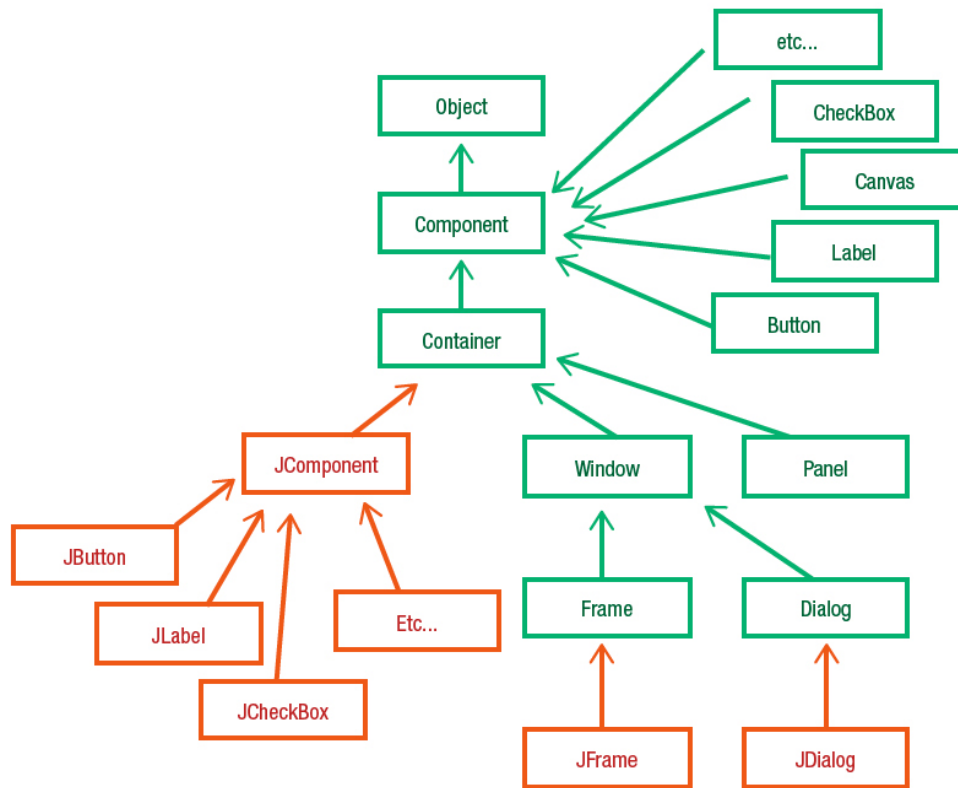 etc...
Object
CheckBox
Canvas
Component
Label
Button
Container
JComponent
Window
Panel
JButton
JLabel
Etc...
Frame
Dialog
JCheckBox
JFrame
JDialog